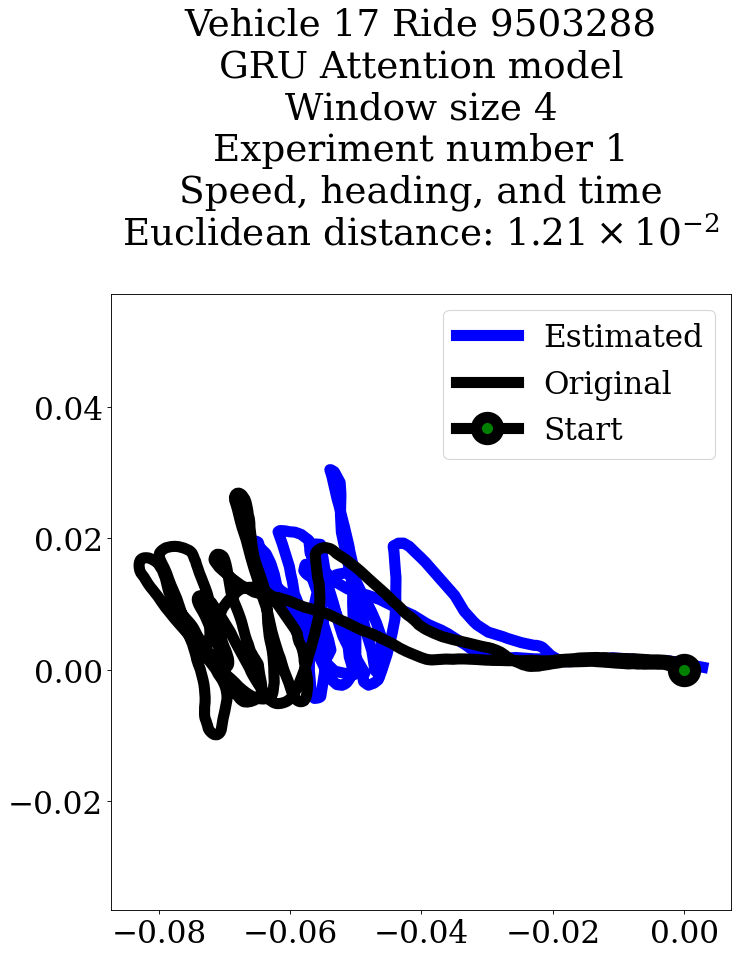 Vehicle 17 Ride 9503288
GRU Attention model
Window size 4
Experiment number 1
Speed, heading, and time
Euclidean distance: 1.21 × 10⁻²
Estimated
Original
Start
0.04
0.02
0.00
−0.02
−0.08 −0.06 −0.04 −0.02 0.00